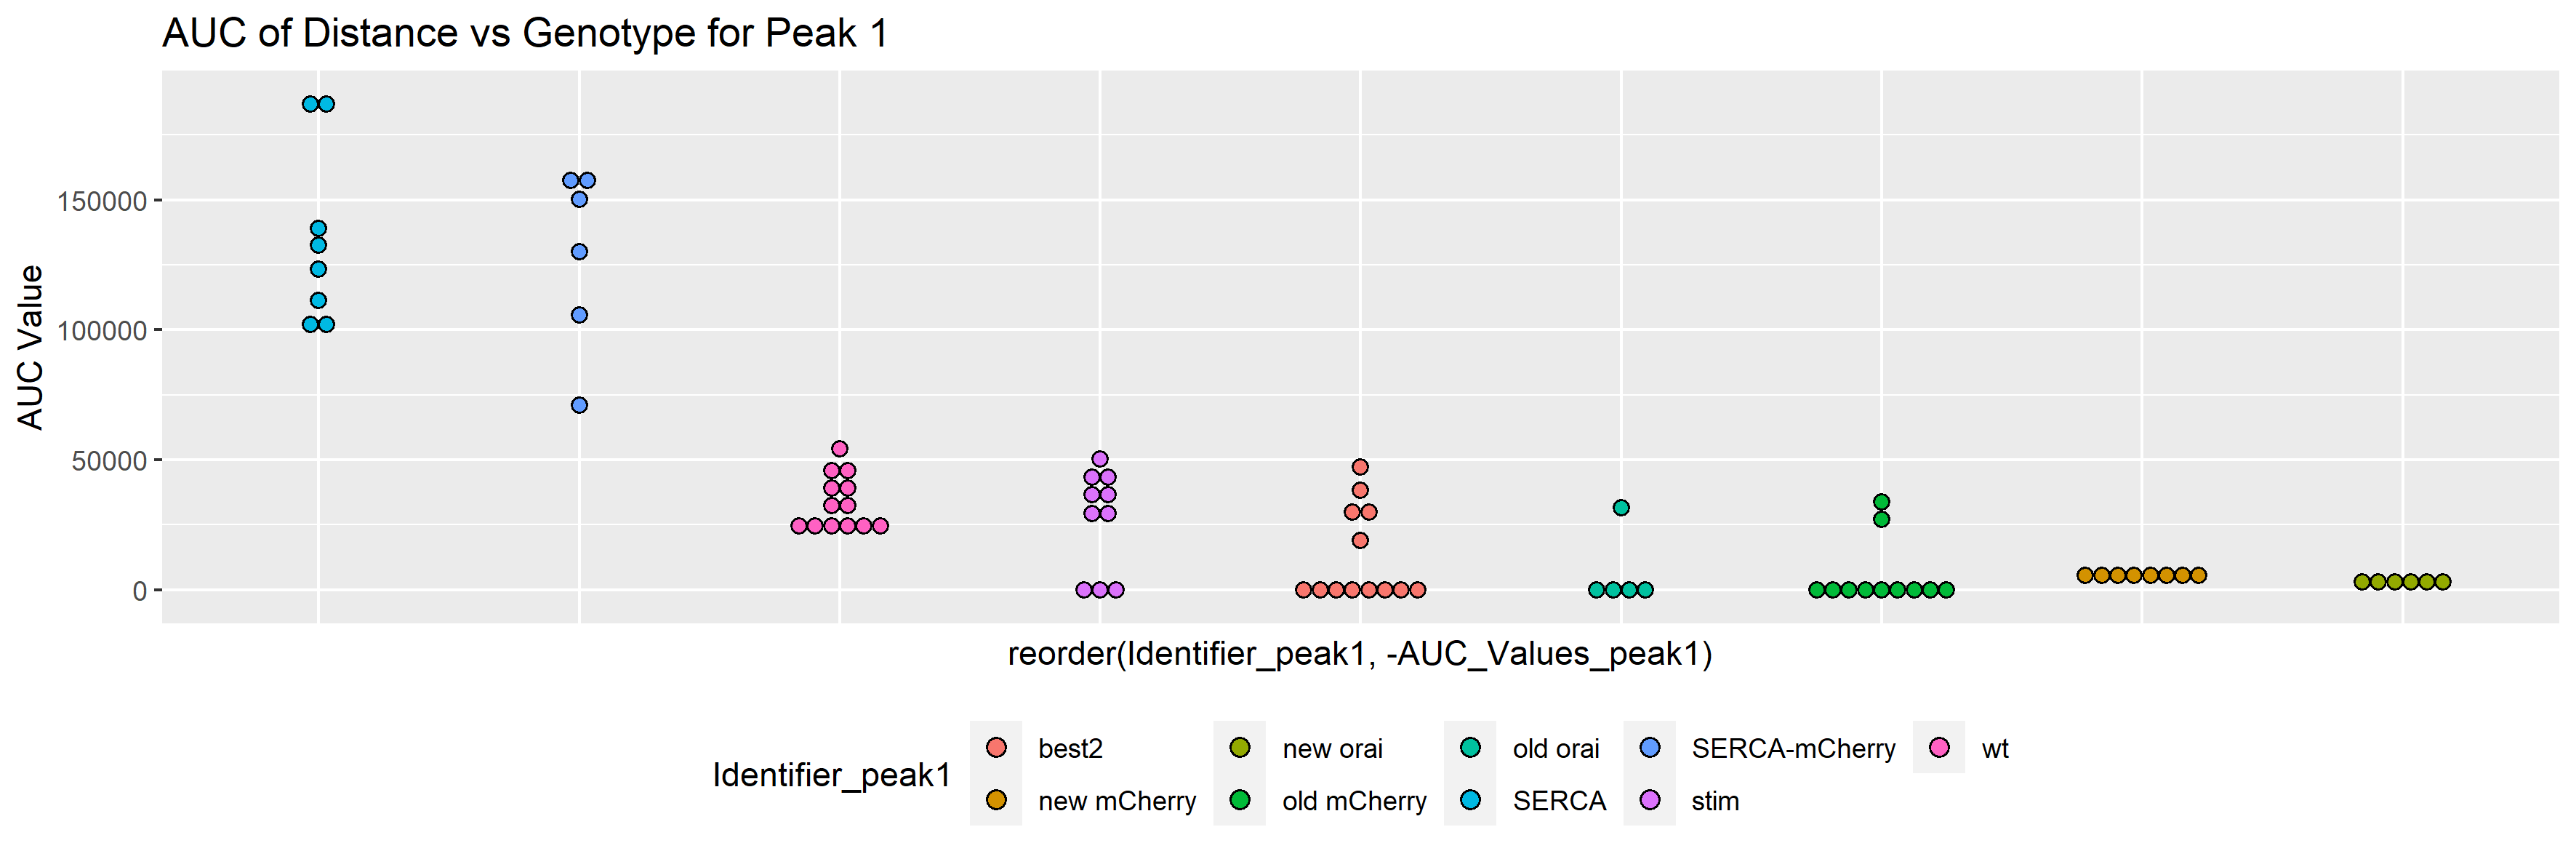 AUC of Distance vs Genotype for Peak 1
AUC Value
150000
100000
50000
0
reorder(Identifier_peak1, -AUC_Values_peak1)
Identifier_peak1
best2 new orai old orai SERCA-mCherry wt
new mCherry old mCherry SERCA stim